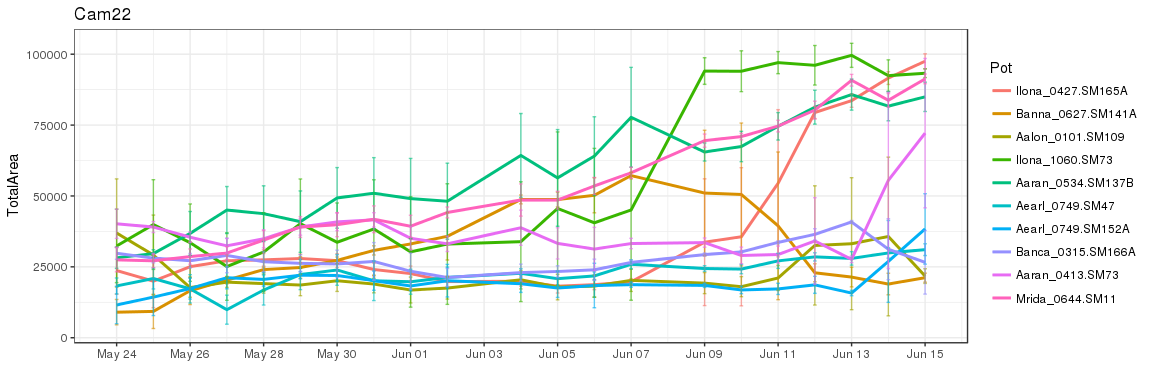 Cam22
TotalArea
100000
75000
50000
25000
0
May 24 May 26 May 28 May 30 Jun 01 Jun 03 Jun 05 Jun 07 Jun 09 Jun 11 Jun 13 Jun 15
Pot
Ilona_0427.SM165A
Banna_0627.SM141A
Aalon_0101.SM109
Ilona_1060.SM73
Aaran_0534.SM137B
Aearl_0749.SM47
Aearl_0749.SM152A
Banca_0315.SM166A
Aaran_0413.SM73
Mrida_0644.SM11